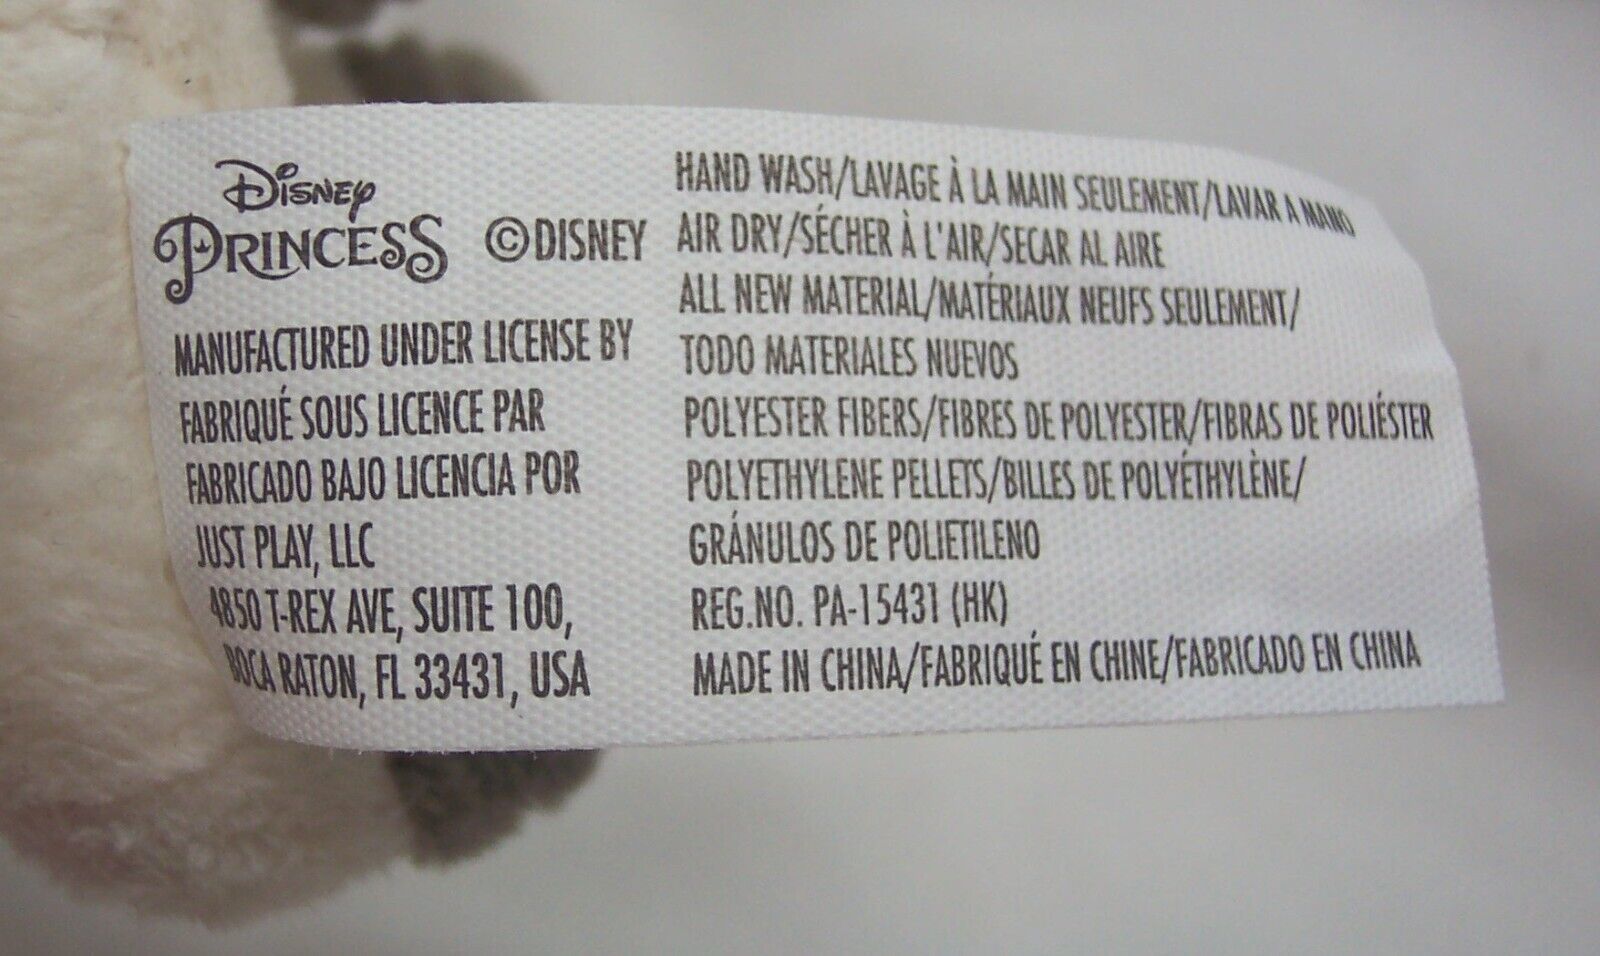 Disney
PRINCESS ©DISNEY
MANUFACTURED UNDER LICENSE BY
FABRIQUÉ SOUS LICENCE PAR
FABRICADO BAJO LICENCIA POR
JUST PLAY, LLC
4850 T-REX AVE, SUITE 100,
BOCA RATON, FL 33431, USA
HAND WASH/LAVAGE À LA MAIN SEULEMENT/LAVAR A MANO
AIR DRY/SÉCHER À L'AIR/SECAR AL AIRE
ALL NEW MATERIAL/MATÉRIAUX NEUFS SEULEMENT/
TODO MATERIALES NUEVOS
POLYESTER FIBERS/FIBRES DE POLYESTER/FIBRAS DE POLIÉSTER
POLYETHYLENE PELLETS/BILLES DE POLYÉTHYLÈNE/
GRÁNULOS DE POLIETILENO
REG.NO. PA-15431 (HK)
MADE IN CHINA/FABRIQUÉ EN CHINE/FABRICADO EN CHINA